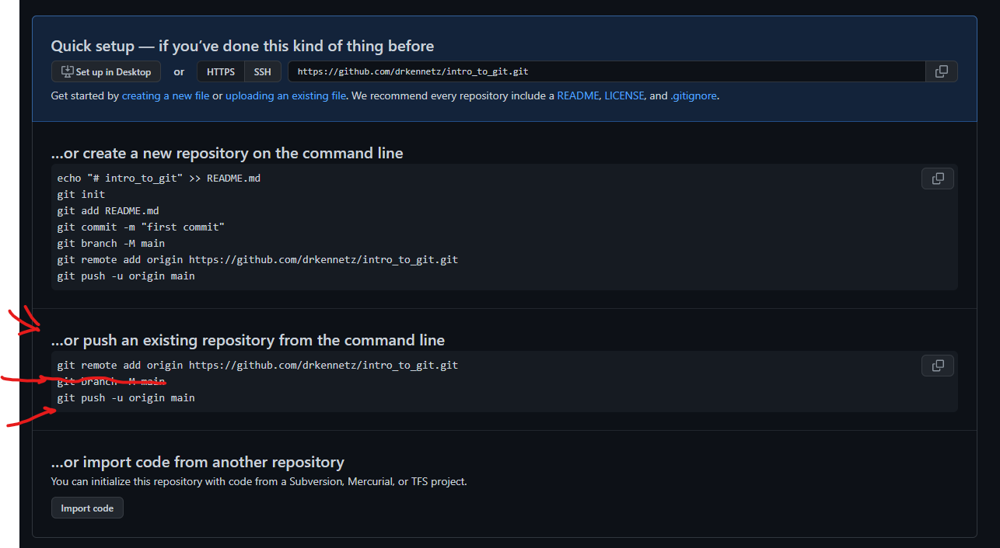 Quick setup — if you’ve done this kind of thing before
Set up in Desktop or HTTPS SSH https://github.com/drkennetz/intro_to_git.git
Get started by creating a new file or uploading an existing file. We recommend every repository include a README, LICENSE, and .gitignore.
…or create a new repository on the command line
echo "# intro_to_git" >> README.md
git init
git add README.md
git commit -m "first commit"
git branch -M main
git remote add origin https://github.com/drkennetz/intro_to_git.git
git push -u origin main
…or push an existing repository from the command line
git remote add origin https://github.com/drkennetz/intro_to_git.git
git branch -M main
git push -u origin main
…or import code from another repository
You can initialize this repository with code from a Subversion, Mercurial, or TFS project.
Import code